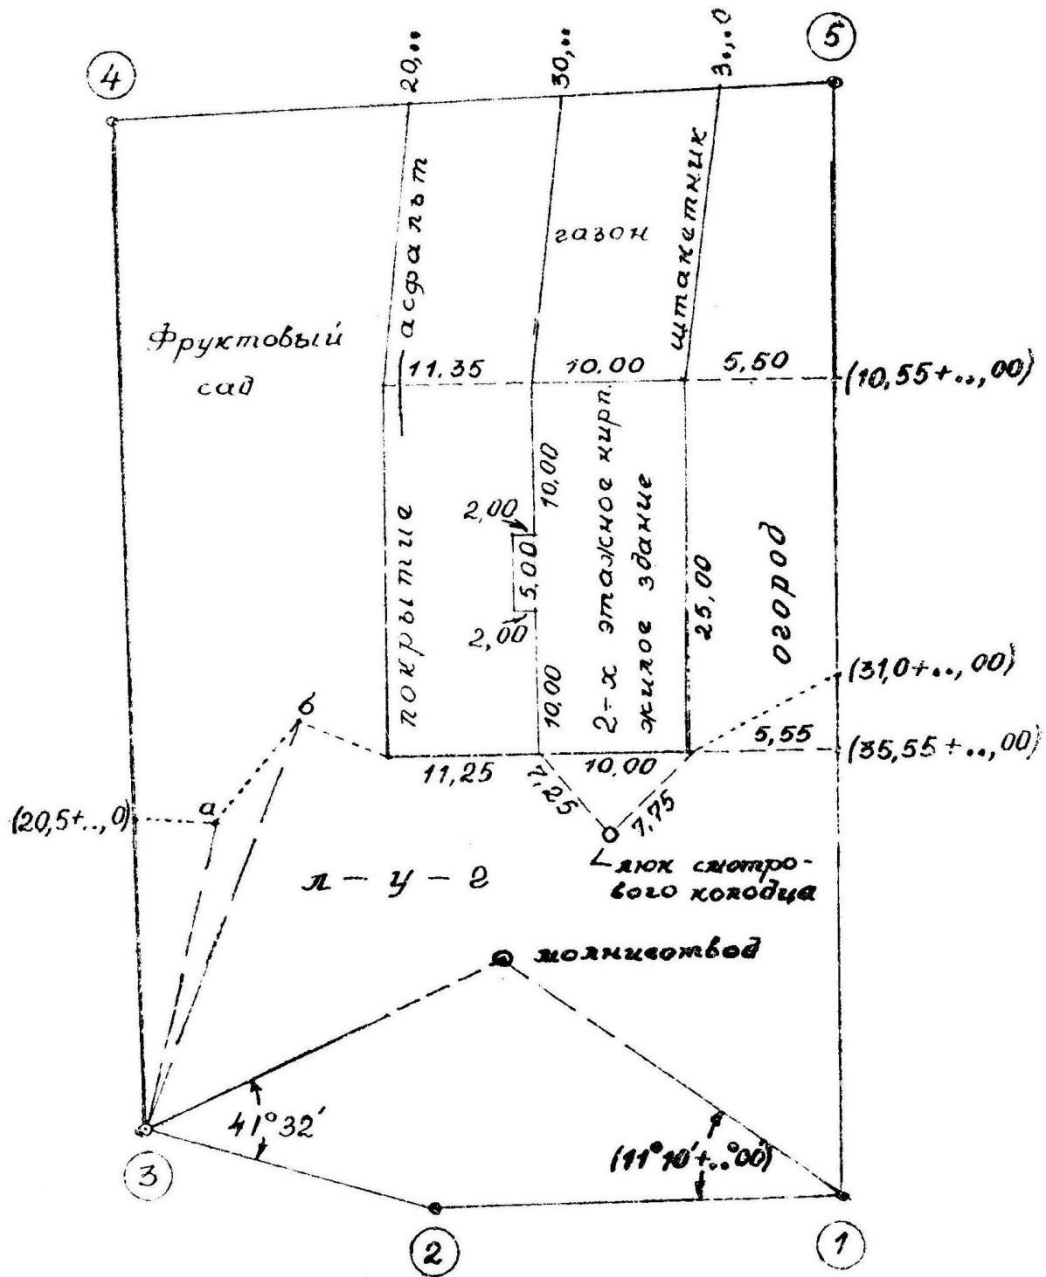 5
4
20,..
30,..
3.,..0
покрытие асфальт
газон
штакетник
Фруктовый
сад
11.35
10.00
5,50
(10,55+..,00)
10,00
2-х этажное кирп.
жилое здание
2,00
5,00
25,00
огород
2,00
10,00
(31,0+..,00)
б
5,55
(35,55+..,00)
11,25
10.00
7,25
7,75
(20,5+..,0)
а
люк смотро-
вого колодца
л - у - г
молниеотвод
41°32'
(11°10'+..°00')
3
2
1